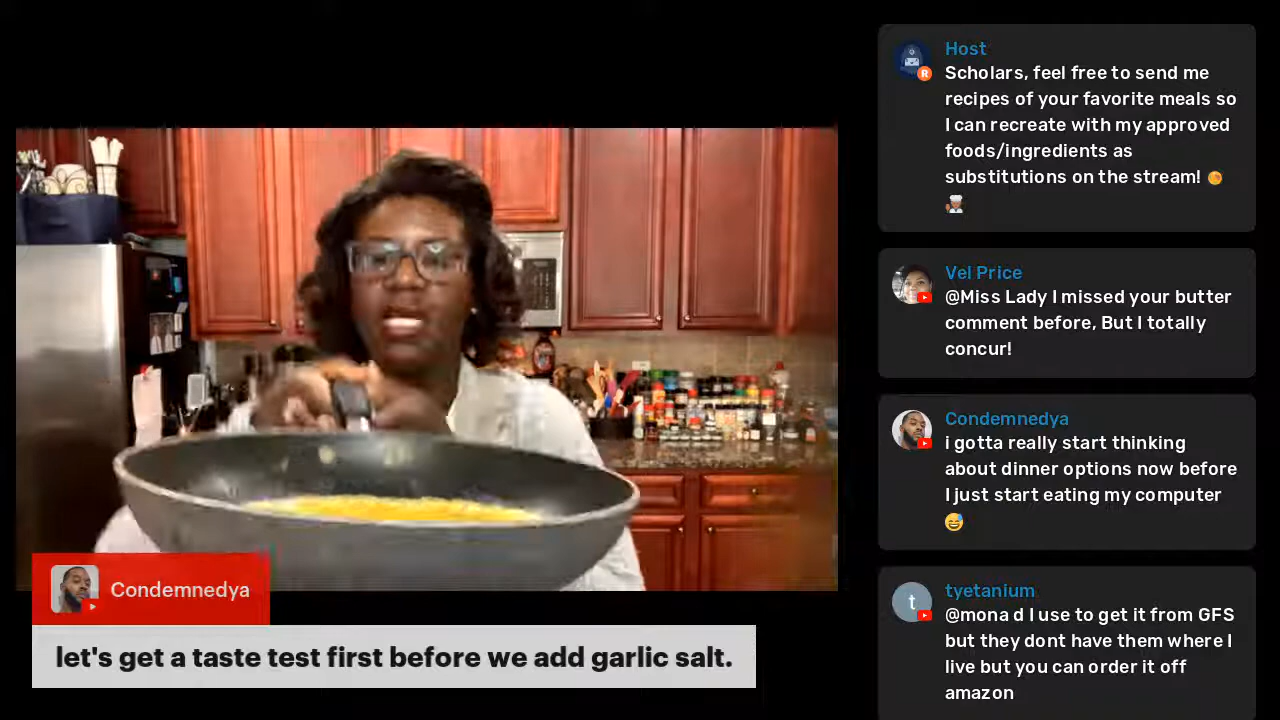 Host
Scholars, feel free to send me
recipes of your favorite meals so
I can recreate with my approved
foods/ingredients as
substitutions on the stream!
Vel Price
@Miss Lady I missed your butter
comment before, But I totally
concur!
Condemnedya
i gotta really start thinking
about dinner options now before
I just start eating my computer
😅
t
tyetanium
@mona d I use to get it from GFS
but they dont have them where I
live but you can order it off
amazon
Condemnedya
let's get a taste test first before we add garlic salt.